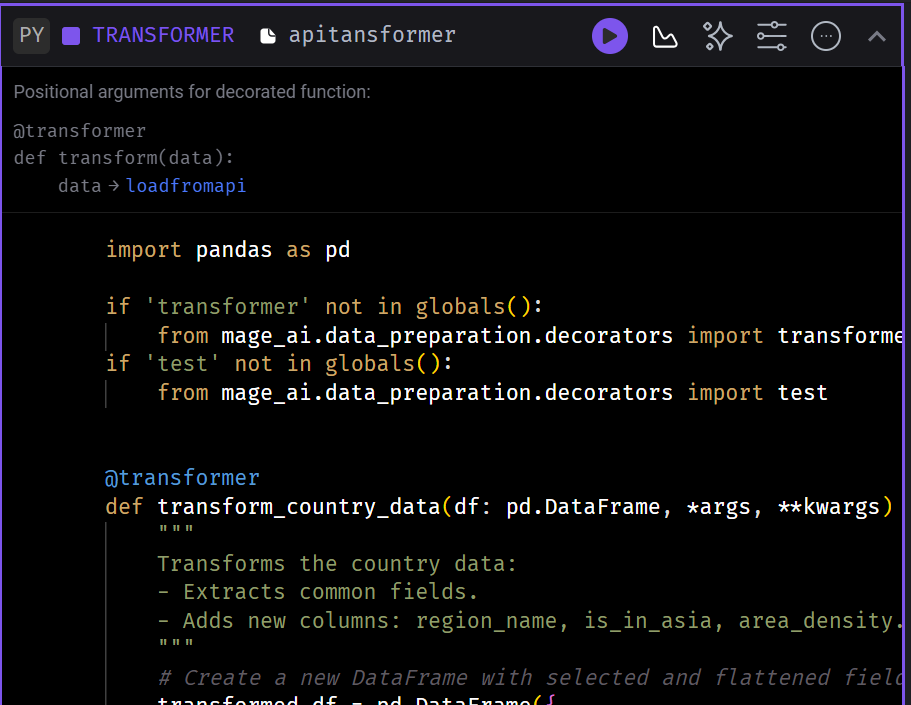 PY TRANSFORMER apitansformer
Positional arguments for decorated function:
@transformer
def transform(data):
    data → loadfromapi
import pandas as pd
if 'transformer' not in globals():
    from mage_ai.data_preparation.decorators import transforme
if 'test' not in globals():
    from mage_ai.data_preparation.decorators import test
@transformer
def transform_country_data(df: pd.DataFrame, *args, **kwargs)
    """
    Transforms the country data:
    - Extracts common fields.
    - Adds new columns: region_name, is_in_asia, area_density.
    """
    # Create a new DataFrame with selected and flattened field
    transformed_df = pd.DataFrame({